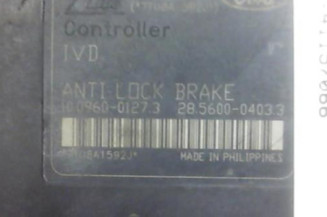 Controller
IVD
ANTI LOCK BRAKE
10.0960-0127.3 28.5600-0403.3
MADE IN PHILIPPINES